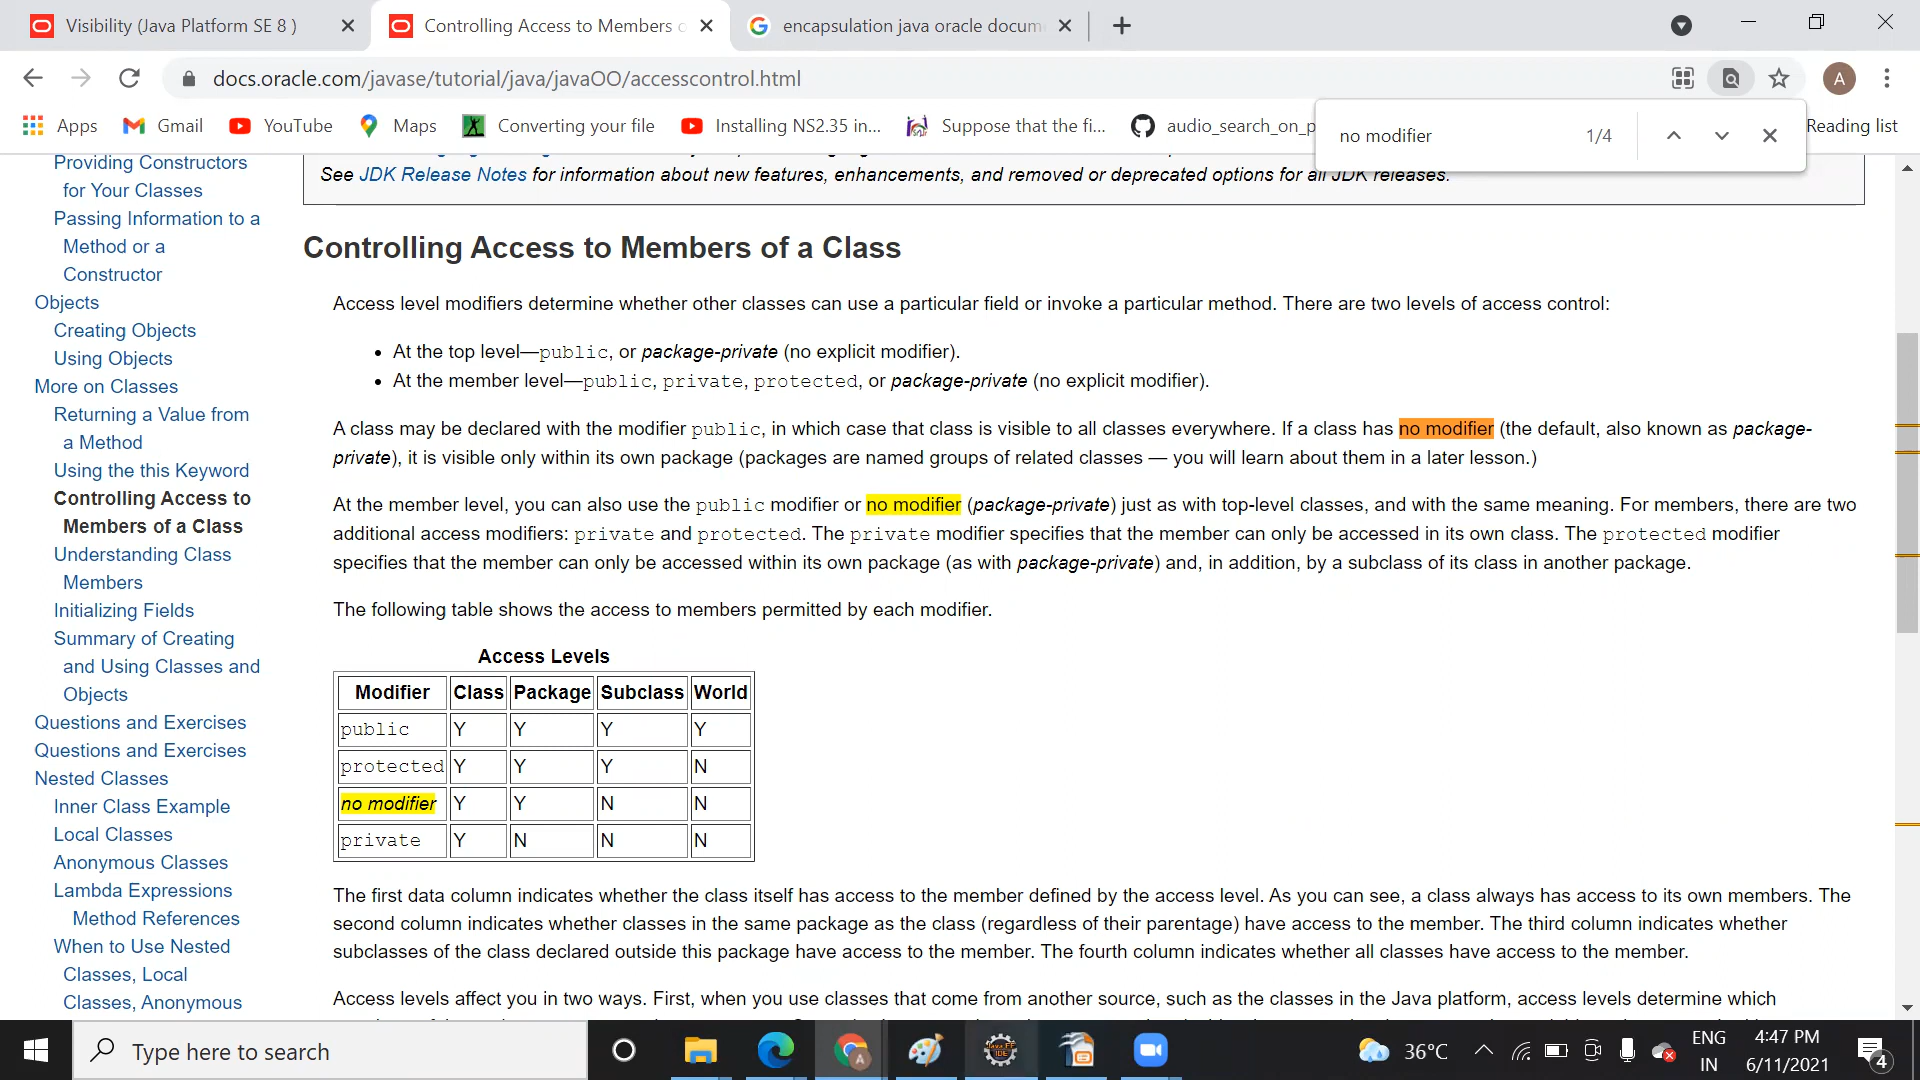 Visibility (Java Platform SE 8 )
Controlling Access to Members o
encapsulation java oracle docum
docs.oracle.com/javase/tutorial/java/javaOO/accesscontrol.html
A
Apps
Gmail
YouTube
Maps
Converting your file
Installing NS2.35 in...
Suppose that the fi...
audio_search_on_p
Reading list
no modifier
1/4
Providing Constructors
for Your Classes
Passing Information to a
Method or a
Constructor
Objects
Creating Objects
Using Objects
More on Classes
Returning a Value from
a Method
Using the this Keyword
Controlling Access to
Members of a Class
Understanding Class
Members
Initializing Fields
Summary of Creating
and Using Classes and
Objects
Questions and Exercises
Questions and Exercises
Nested Classes
Inner Class Example
Local Classes
Anonymous Classes
Lambda Expressions
Method References
When to Use Nested
Classes, Local
Classes, Anonymous
See JDK Release Notes for information about new features, enhancements, and removed or deprecated options for all JDK releases.
Controlling Access to Members of a Class
Access level modifiers determine whether other classes can use a particular field or invoke a particular method. There are two levels of access control:
• At the top level—public, or package-private (no explicit modifier).
• At the member level—public, private, protected, or package-private (no explicit modifier).
A class may be declared with the modifier public, in which case that class is visible to all classes everywhere. If a class has no modifier (the default, also known as package-
private), it is visible only within its own package (packages are named groups of related classes — you will learn about them in a later lesson.)
At the member level, you can also use the public modifier or no modifier (package-private) just as with top-level classes, and with the same meaning. For members, there are two
additional access modifiers: private and protected. The private modifier specifies that the member can only be accessed in its own class. The protected modifier
specifies that the member can only be accessed within its own package (as with package-private) and, in addition, by a subclass of its class in another package.
The following table shows the access to members permitted by each modifier.
Access Levels
Modifier Class Package Subclass World
public Y Y Y Y
protected Y Y Y N
no modifier Y Y N N
private Y N N N
The first data column indicates whether the class itself has access to the member defined by the access level. As you can see, a class always has access to its own members. The
second column indicates whether classes in the same package as the class (regardless of their parentage) have access to the member. The third column indicates whether
subclasses of the class declared outside this package have access to the member. The fourth column indicates whether all classes have access to the member.
Access levels affect you in two ways. First, when you use classes that come from another source, such as the classes in the Java platform, access levels determine which
Type here to search
36°C
ENG
IN
4:47 PM
6/11/2021
4